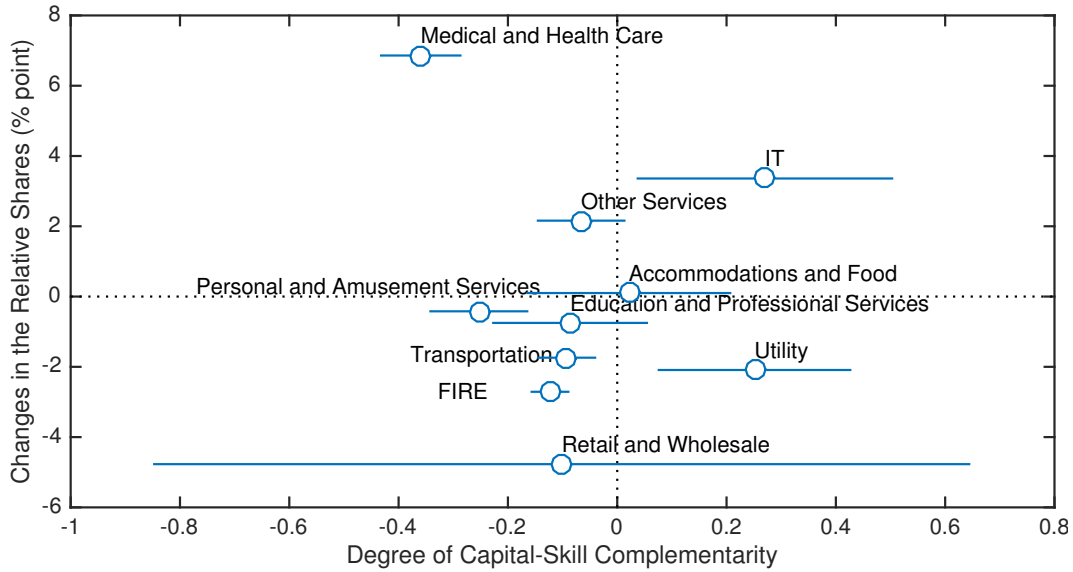 8
Medical and Health Care
6
4
IT
Other Services
2
Accommodations and Food
Personal and Amusement Services
0
Education and Professional Services
Transportation
Utility
-2
FIRE
-4
Retail and Wholesale
-6
-1 -0.8 -0.6 -0.4 -0.2 0 0.2 0.4 0.6 0.8
Degree of Capital-Skill Complementarity
Changes in the Relative Shares (% point)